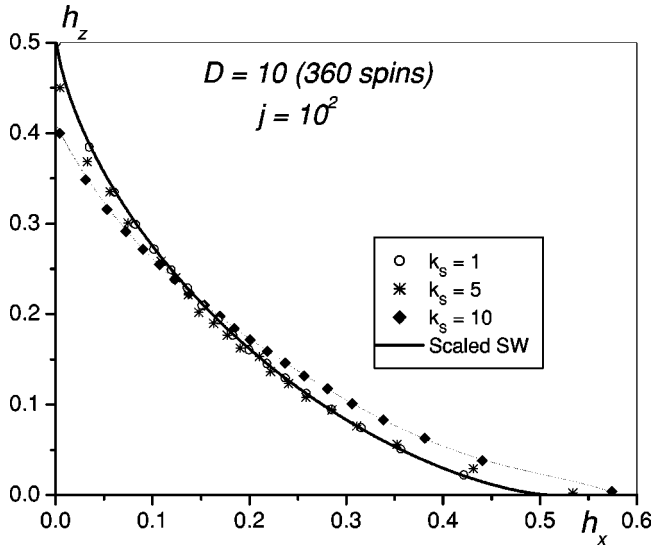 h_z
0.5
D = 10 (360 spins)
j = 10²
0.4
0.3
k_s = 1
k_s = 5
k_s = 10
Scaled SW
0.2
0.1
0.0
0.0 0.1 0.2 0.3 0.4 0.5 0.6
h_x